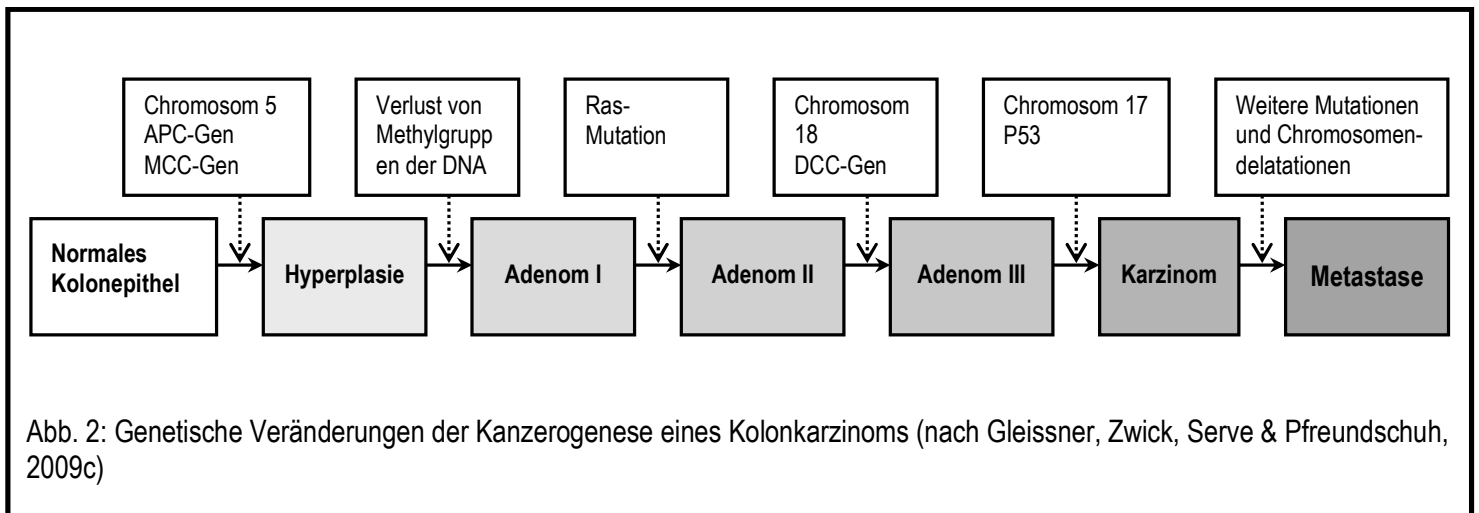 Chromosom 5
APC-Gen
MCC-Gen
Verlust von
Methylgrupp
en der DNA
Ras-
Mutation
Chromosom
18
DCC-Gen
Chromosom 17
P53
Weitere Mutationen
und Chromosomen-
delatationen
Normales
Kolonepithel
Hyperplasie
Adenom I
Adenom II
Adenom III
Karzinom
Metastase
Abb. 2: Genetische Veränderungen der Kanzerogenese eines Kolonkarzinoms (nach Gleissner, Zwick, Serve & Pfreundschuh,
2009c)